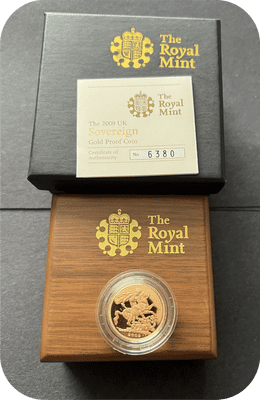 The
Royal
Mint
The
Royal Mint
The 2009 UK
Sovereign
Gold Proof Coin
Certificate of
Authenticity
No 6380
The
Royal
Mint
2009